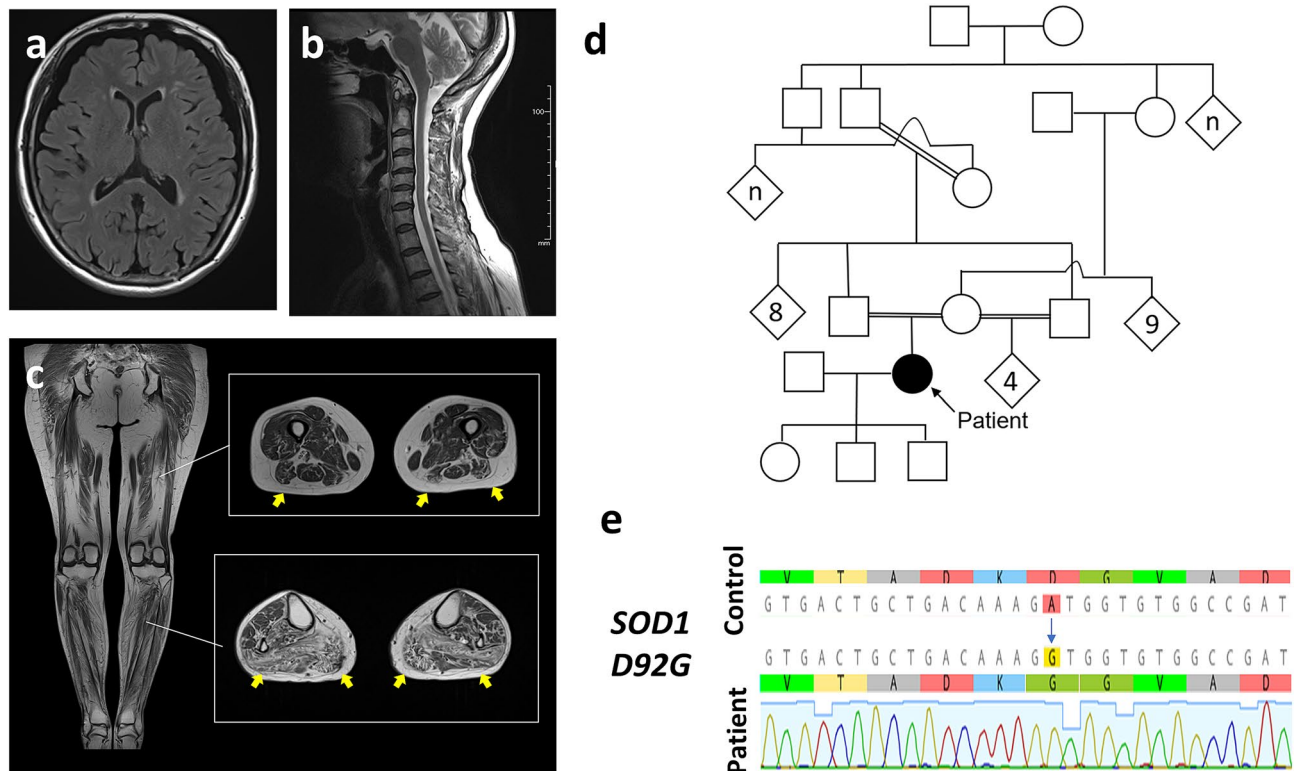 a
b
100
mm
c
d
n
n
8
9
4
Patient
e
Control
V T A D K D G V A D
G T G A C T G C T G A C A A A G A T G G T G T G G C C G A T
SOD1
D92G
G T G A C T G C T G A C A A A G G T G G T G T G G C C G A T
V T A D K G G V A D
Patient